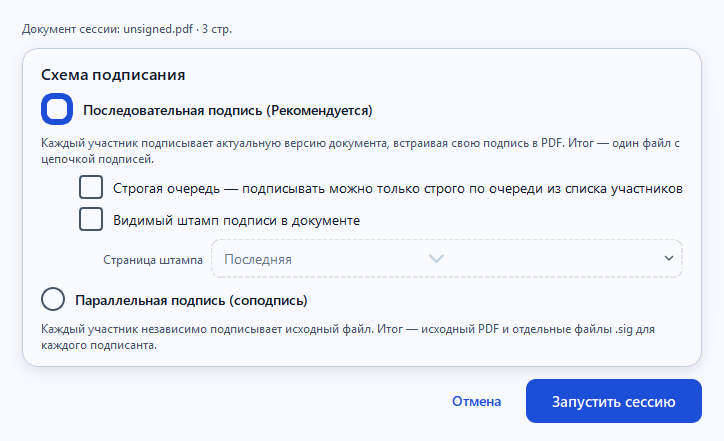 Документ сессии: unsigned.pdf · 3 стр.
Схема подписания
Последовательная подпись (Рекомендуется)
Каждый участник подписывает актуальную версию документа, встраивая свою подпись в PDF. Итог — один файл с
цепочкой подписей.
Строгая очередь — подписывать можно только строго по очереди из списка участников
Видимый штамп подписи в документе
Страница штампа
Последняя
Параллельная подпись (соподпись)
Каждый участник независимо подписывает исходный файл. Итог — исходный PDF и отдельные файлы .sig для
каждого подписанта.
Отмена
Запустить сессию